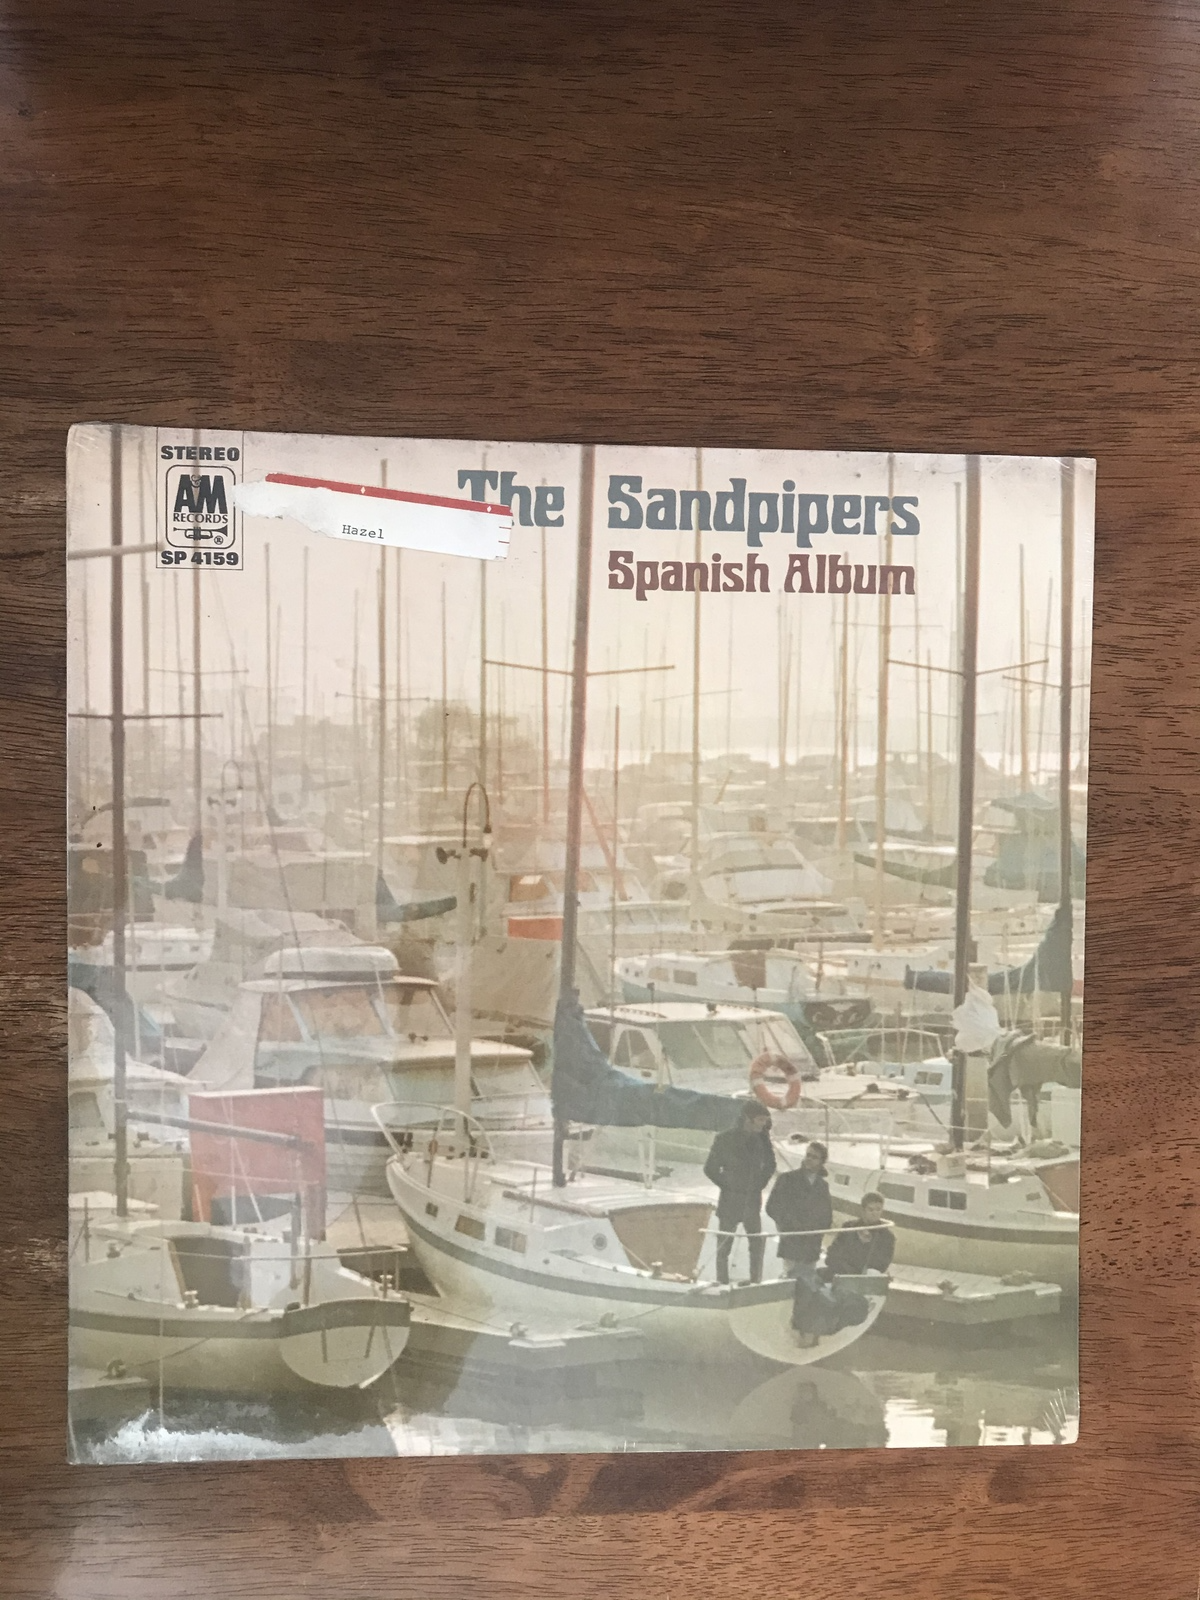 STEREO
A&M
RECORDS
®
SP 4159
Hazel
The Sandpipers
Spanish Album